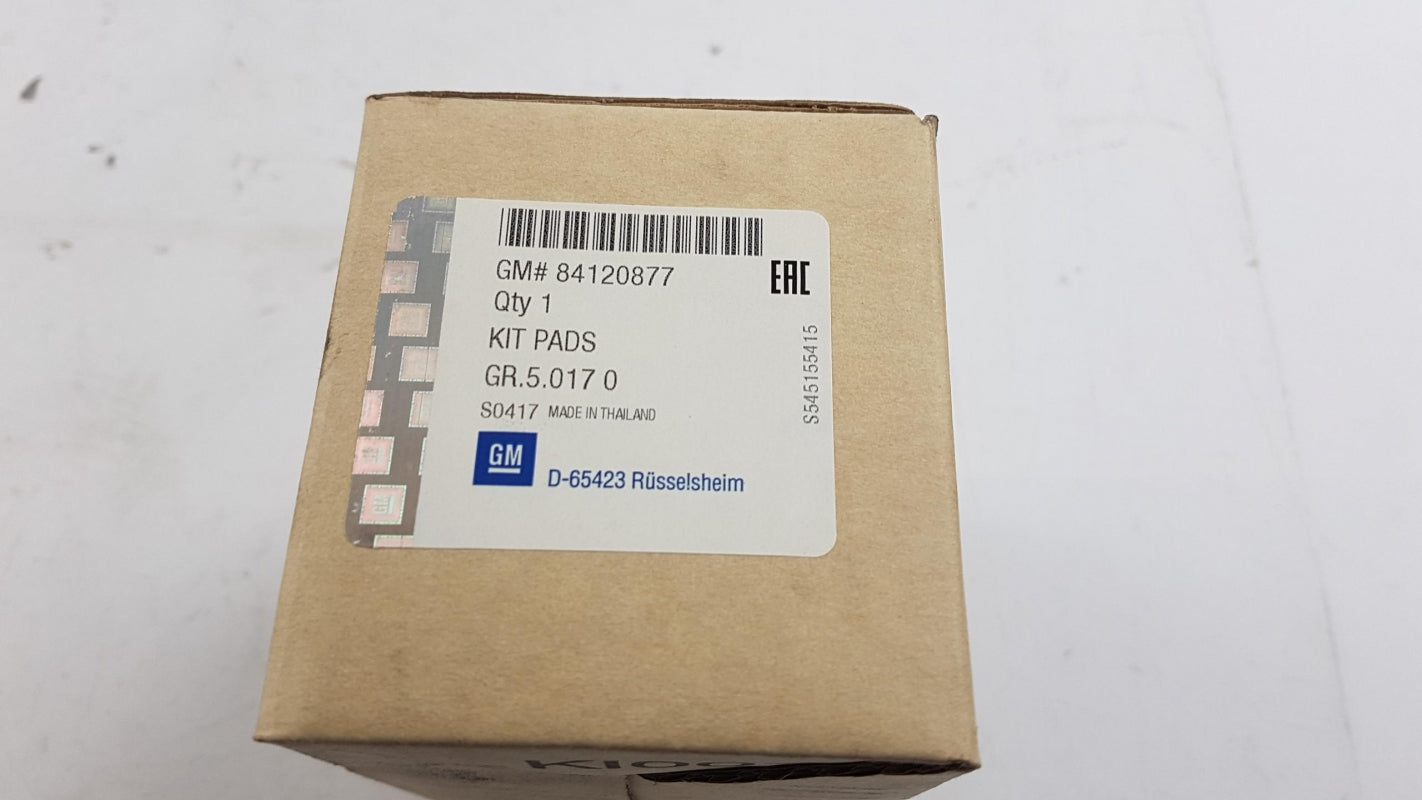 GM# 84120877
EAC
Qty 1
KIT PADS
GR.5.017 0
S0417 MADE IN THAILAND
S545155415
GM
D-65423 Rüsselsheim